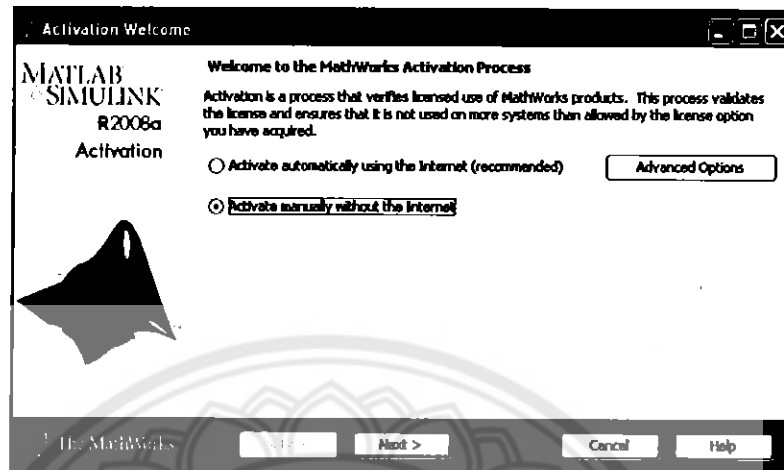 Activation Welcome
MATLAB
SIMULINK
R2008a
Activation
Welcome to the MathWorks Activation Process
Activation is a process that verifies licensed use of MathWorks products. This process validates
the license and ensures that it is not used on more systems than allowed by the license option
you have acquired.
Activate automatically using the Internet (recommended)
Advanced Options
Activate manually without the Internet
The MathWorks
Next >
Cancel
Help